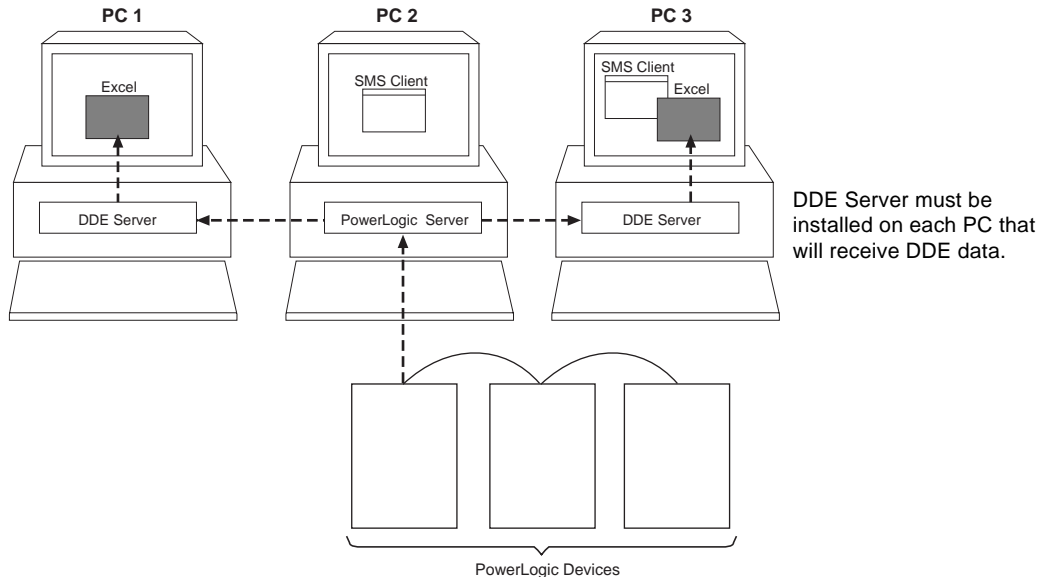 PC 1
PC 2
PC 3
Excel
SMS Client
SMS Client
Excel
DDE Server
PowerLogic Server
DDE Server
DDE Server must be
installed on each PC that
will receive DDE data.
PowerLogic Devices